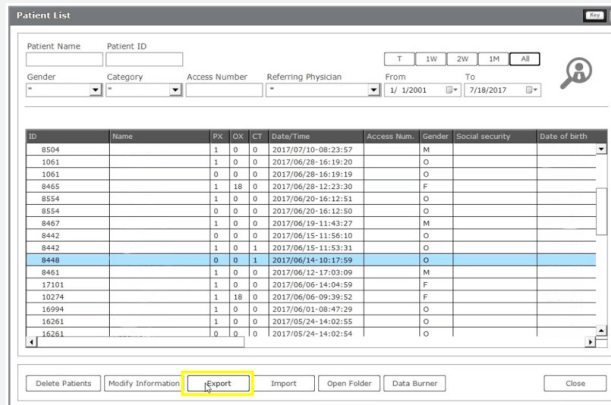 Patient List
Key
Patient Name Patient ID
T 1W 2W 1M All
Gender Category Access Number Referring Physician From To
* * * 1/ 1/2001 7/18/2017
ID Name PX OX CT Date/Time Access Num. Gender Social security Date of birth
8504 1 0 0 2017/07/10-08:23:57 M
1061 1 0 0 2017/06/28-16:19:20 O
1061 0 0 0 2017/06/28-16:19:19 O
8465 1 18 0 2017/06/28-12:23:30 F
8554 1 0 0 2017/06/20-16:12:51 O
8554 0 0 0 2017/06/20-16:12:50 O
8467 1 0 0 2017/06/19-11:43:27 M
8442 0 0 0 2017/06/15-11:56:10 O
8442 1 0 1 2017/06/15-11:53:31 O
8448 0 0 1 2017/06/14-10:17:59 O
8461 1 0 0 2017/06/12-17:03:09 M
17101 1 0 0 2017/06/06-14:04:59 F
10274 1 18 0 2017/06/06-09:39:52 F
16994 1 0 0 2017/06/01-08:47:29 O
16261 1 0 0 2017/05/24-14:02:55 O
16261 0 0 0 2017/05/24-14:02:54 O
Delete Patients Modify Information Export Import Open Folder Data Burner Close